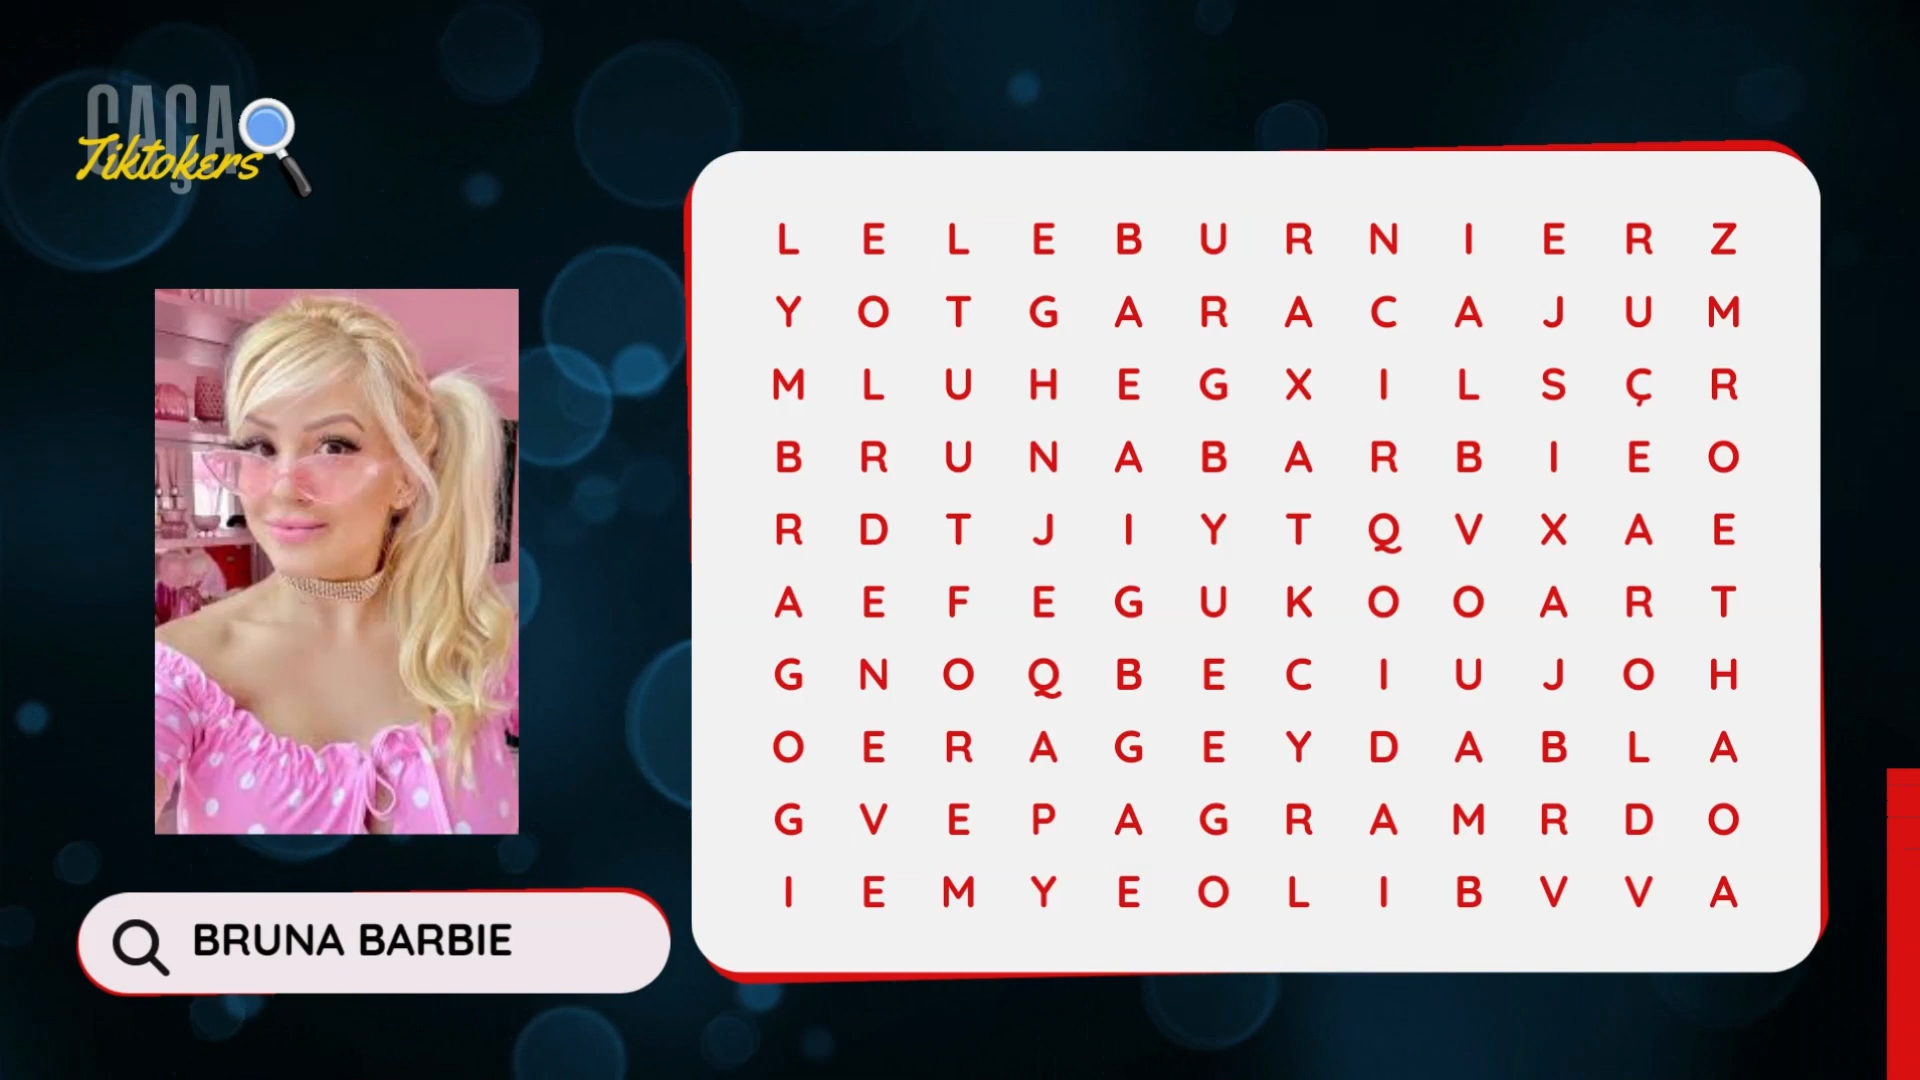 CAÇA
Tiktokers
L E L E B U R N I E R Z
Y O T G A R A C A J U M
M L U H E G X I L S Ç R
B R U N A B A R B I E O
R D T J I Y T Q V X A E
A E F E G U K O O A R T
G N O Q B E C I U J O H
O E R A G E Y D A B L A
G V E P A G R A M R D O
I E M Y E O L I B V V A
BRUNA BARBIE